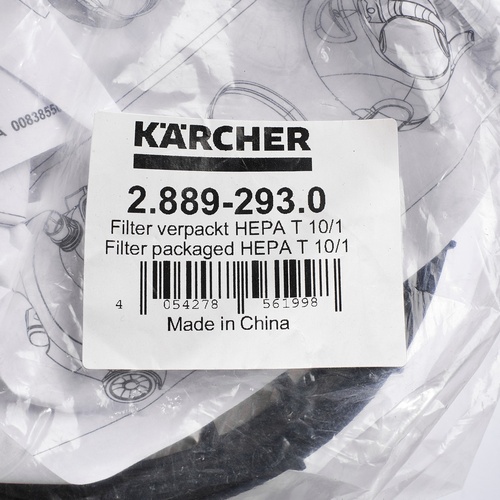 A 0083855
KÄRCHER
2.889-293.0
Filter verpackt HEPA T 10/1
Filter packaged HEPA T 10/1
4 054278 561998
Made in China